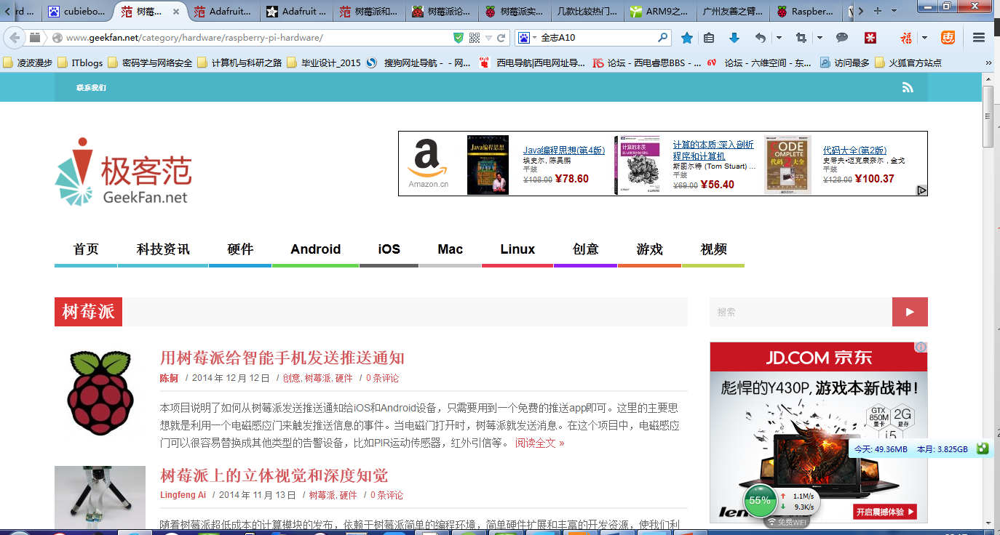 rd ...
cubiebo...
树莓...
Adafruit...
Adafruit ...
树莓派和...
树莓派论...
树莓派实...
几款比较热门...
ARM9之...
广州友善之臂...
Raspber...
www.geekfan.net/category/hardware/raspberry-pi-hardware/
全志A10
凌波漫步
ITblogs
密码学与网络安全
计算机与科研之路
毕业设计_2015
搜狗网址导航 - - 网...
西电导航|西电网址导...
论坛 - 西电睿思BBS - ...
论坛 - 六维空间 - 东...
访问最多
火狐官方站点
联系我们
极客范
GeekFan.net
Amazon.cn
Java编程思想(第4版)
埃史尔, 陈昊鹏
平装
¥108.00 ¥78.60
计算的本质:深入剖析
程序和计算机
斯图尔特 (Tom Stuart) ...
平装
¥69.00 ¥56.40
代码大全(第2版)
史蒂夫•迈克康奈尔 , 金戈
平装
¥128.00 ¥100.37
首页
科技资讯
硬件
Android
iOS
Mac
Linux
创意
游戏
视频
树莓派
搜索
用树莓派给智能手机发送推送通知
陈舸 / 2014 年 12 月 12 日 / 创意, 树莓派, 硬件 / 0 条评论
本项目说明了如何从树莓派发送推送通知给iOS和Android设备，只需要用到一个免费的推送app即可。这里的主要思
想就是利用一个电磁感应门来触发推送信息的事件。当电磁门打开时，树莓派就发送消息。在这个项目中，电磁感应
门可以很容易替换成其他类型的告警设备，比如PIR运动传感器，红外引信等。 阅读全文 »
树莓派上的立体视觉和深度知觉
Lingfeng Ai / 2014 年 11 月 13 日 / 树莓派, 硬件 / 0 条评论
随着树莓派超低成本的计算模块的发布，依赖于树莓派简单的编程环境，简单硬件扩展和丰富的开发资源，使我们利
JD.COM 京东
彪悍的Y430P, 游戏本新战神!
GTX
850M
显卡
2G
显存
i5
今天: 49.36MB 本月: 3.825GB
55%
1.1M/s
9.3K/s
免费WIFI
开启震撼体验